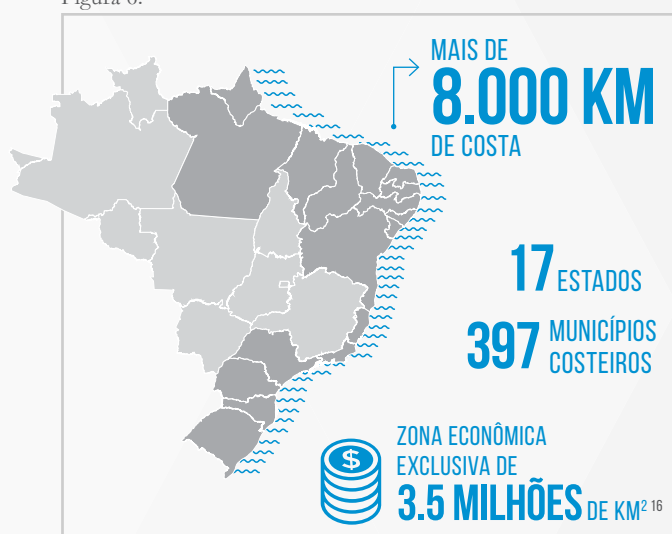 Figura 6.
MAIS DE
8.000 KM
DE COSTA
17 ESTADOS
397 MUNICÍPIOS
COSTEIROS
$
ZONA ECONÔMICA
EXCLUSIVA DE
3.5 MILHÕES DE KM² 16